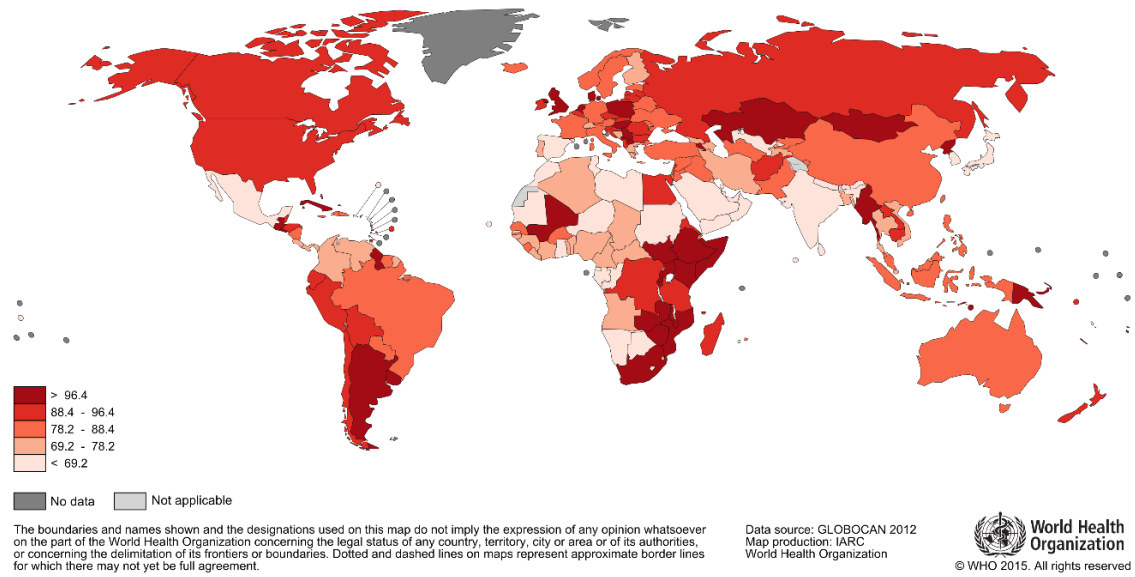 > 96.4
88.4 - 96.4
78.2 - 88.4
69.2 - 78.2
< 69.2
No data
Not applicable
The boundaries and names shown and the designations used on this map do not imply the expression of any opinion whatsoever
on the part of the World Health Organization concerning the legal status of any country, territory, city or area or of its authorities,
or concerning the delimitation of its frontiers or boundaries. Dotted and dashed lines on maps represent approximate border lines
for which there may not yet be full agreement.
Data source: GLOBOCAN 2012
Map production: IARC
World Health Organization
World Health
Organization
© WHO 2015. All rights reserved